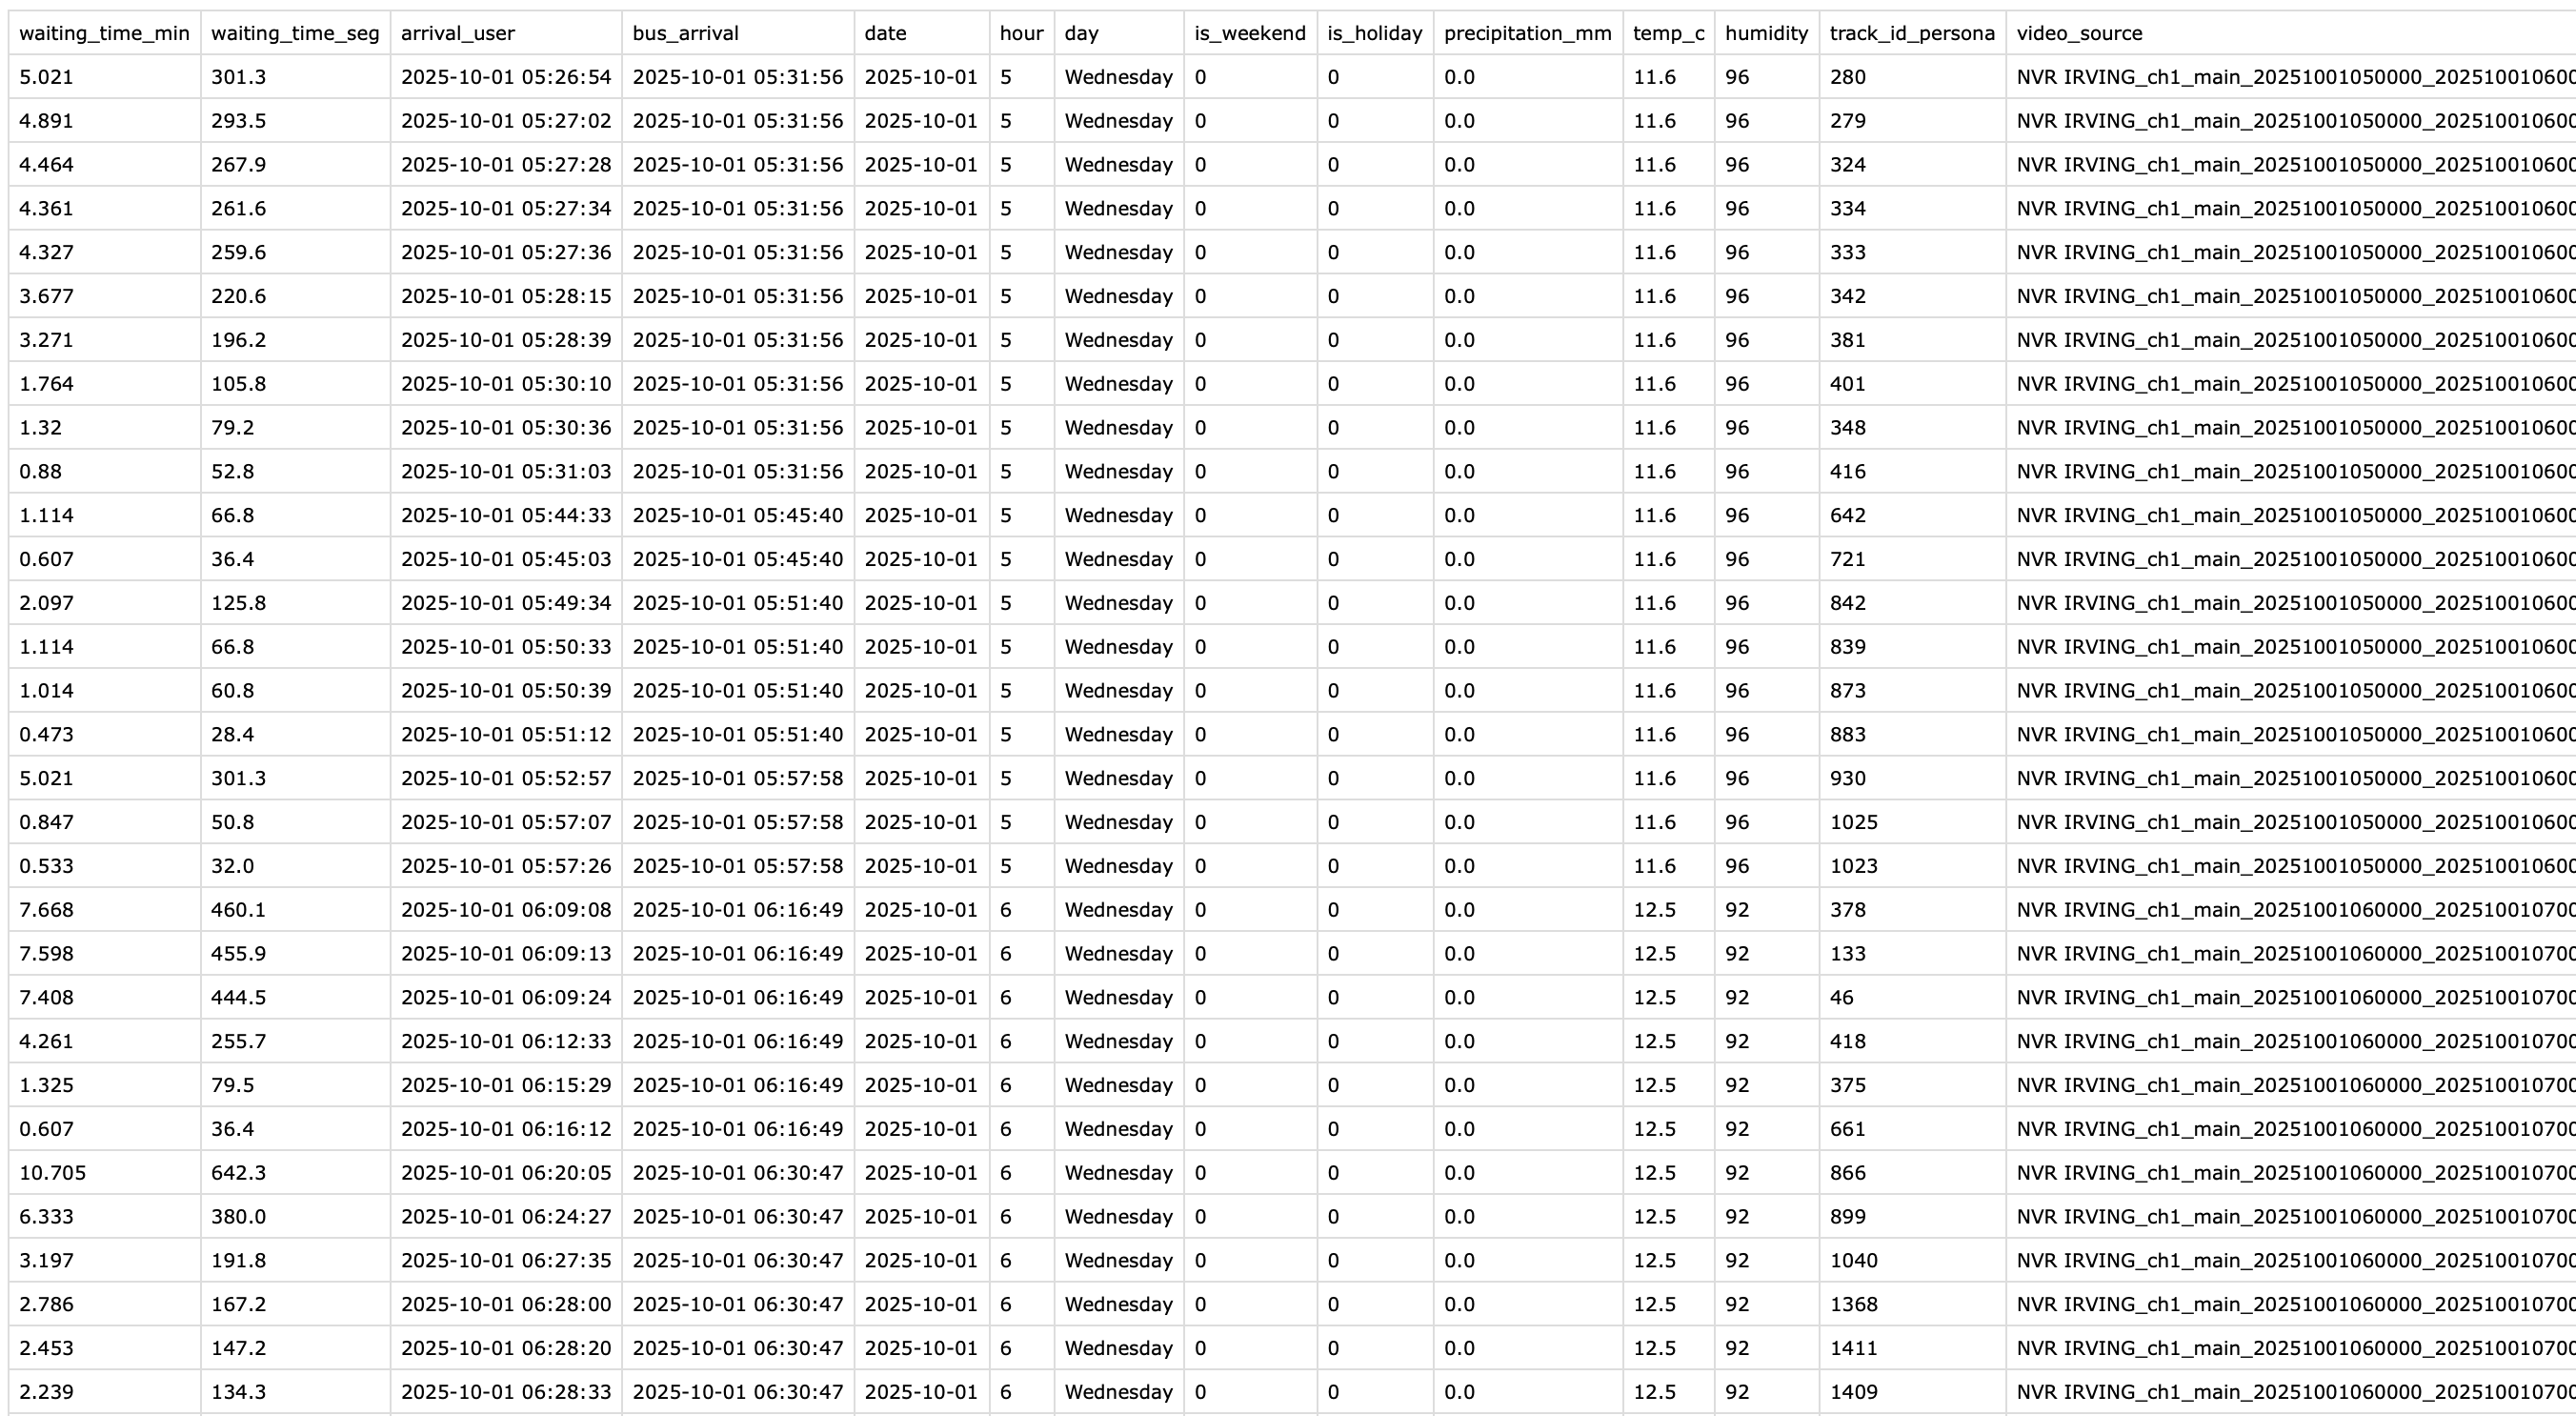 waiting_time_min waiting_time_seg arrival_user bus_arrival date hour day is_weekend is_holiday precipitation_mm temp_c humidity track_id_persona video_source
5.021 301.3 2025-10-01 05:26:54 2025-10-01 05:31:56 2025-10-01 5 Wednesday 0 0 0.0 11.6 96 280 NVR IRVING_ch1_main_20251001050000_202510010600
4.891 293.5 2025-10-01 05:27:02 2025-10-01 05:31:56 2025-10-01 5 Wednesday 0 0 0.0 11.6 96 279 NVR IRVING_ch1_main_20251001050000_202510010600
4.464 267.9 2025-10-01 05:27:28 2025-10-01 05:31:56 2025-10-01 5 Wednesday 0 0 0.0 11.6 96 324 NVR IRVING_ch1_main_20251001050000_202510010600
4.361 261.6 2025-10-01 05:27:34 2025-10-01 05:31:56 2025-10-01 5 Wednesday 0 0 0.0 11.6 96 334 NVR IRVING_ch1_main_20251001050000_202510010600
4.327 259.6 2025-10-01 05:27:36 2025-10-01 05:31:56 2025-10-01 5 Wednesday 0 0 0.0 11.6 96 333 NVR IRVING_ch1_main_20251001050000_202510010600
3.677 220.6 2025-10-01 05:28:15 2025-10-01 05:31:56 2025-10-01 5 Wednesday 0 0 0.0 11.6 96 342 NVR IRVING_ch1_main_20251001050000_202510010600
3.271 196.2 2025-10-01 05:28:39 2025-10-01 05:31:56 2025-10-01 5 Wednesday 0 0 0.0 11.6 96 381 NVR IRVING_ch1_main_20251001050000_202510010600
1.764 105.8 2025-10-01 05:30:10 2025-10-01 05:31:56 2025-10-01 5 Wednesday 0 0 0.0 11.6 96 401 NVR IRVING_ch1_main_20251001050000_202510010600
1.32 79.2 2025-10-01 05:30:36 2025-10-01 05:31:56 2025-10-01 5 Wednesday 0 0 0.0 11.6 96 348 NVR IRVING_ch1_main_20251001050000_202510010600
0.88 52.8 2025-10-01 05:31:03 2025-10-01 05:31:56 2025-10-01 5 Wednesday 0 0 0.0 11.6 96 416 NVR IRVING_ch1_main_20251001050000_202510010600
1.114 66.8 2025-10-01 05:44:33 2025-10-01 05:45:40 2025-10-01 5 Wednesday 0 0 0.0 11.6 96 642 NVR IRVING_ch1_main_20251001050000_202510010600
0.607 36.4 2025-10-01 05:45:03 2025-10-01 05:45:40 2025-10-01 5 Wednesday 0 0 0.0 11.6 96 721 NVR IRVING_ch1_main_20251001050000_202510010600
2.097 125.8 2025-10-01 05:49:34 2025-10-01 05:51:40 2025-10-01 5 Wednesday 0 0 0.0 11.6 96 842 NVR IRVING_ch1_main_20251001050000_202510010600
1.114 66.8 2025-10-01 05:50:33 2025-10-01 05:51:40 2025-10-01 5 Wednesday 0 0 0.0 11.6 96 839 NVR IRVING_ch1_main_20251001050000_202510010600
1.014 60.8 2025-10-01 05:50:39 2025-10-01 05:51:40 2025-10-01 5 Wednesday 0 0 0.0 11.6 96 873 NVR IRVING_ch1_main_20251001050000_202510010600
0.473 28.4 2025-10-01 05:51:12 2025-10-01 05:51:40 2025-10-01 5 Wednesday 0 0 0.0 11.6 96 883 NVR IRVING_ch1_main_20251001050000_202510010600
5.021 301.3 2025-10-01 05:52:57 2025-10-01 05:57:58 2025-10-01 5 Wednesday 0 0 0.0 11.6 96 930 NVR IRVING_ch1_main_20251001050000_202510010600
0.847 50.8 2025-10-01 05:57:07 2025-10-01 05:57:58 2025-10-01 5 Wednesday 0 0 0.0 11.6 96 1025 NVR IRVING_ch1_main_20251001050000_202510010600
0.533 32.0 2025-10-01 05:57:26 2025-10-01 05:57:58 2025-10-01 5 Wednesday 0 0 0.0 11.6 96 1023 NVR IRVING_ch1_main_20251001050000_202510010600
7.668 460.1 2025-10-01 06:09:08 2025-10-01 06:16:49 2025-10-01 6 Wednesday 0 0 0.0 12.5 92 378 NVR IRVING_ch1_main_20251001060000_202510010700
7.598 455.9 2025-10-01 06:09:13 2025-10-01 06:16:49 2025-10-01 6 Wednesday 0 0 0.0 12.5 92 133 NVR IRVING_ch1_main_20251001060000_202510010700
7.408 444.5 2025-10-01 06:09:24 2025-10-01 06:16:49 2025-10-01 6 Wednesday 0 0 0.0 12.5 92 46 NVR IRVING_ch1_main_20251001060000_202510010700
4.261 255.7 2025-10-01 06:12:33 2025-10-01 06:16:49 2025-10-01 6 Wednesday 0 0 0.0 12.5 92 418 NVR IRVING_ch1_main_20251001060000_202510010700
1.325 79.5 2025-10-01 06:15:29 2025-10-01 06:16:49 2025-10-01 6 Wednesday 0 0 0.0 12.5 92 375 NVR IRVING_ch1_main_20251001060000_202510010700
0.607 36.4 2025-10-01 06:16:12 2025-10-01 06:16:49 2025-10-01 6 Wednesday 0 0 0.0 12.5 92 661 NVR IRVING_ch1_main_20251001060000_202510010700
10.705 642.3 2025-10-01 06:20:05 2025-10-01 06:30:47 2025-10-01 6 Wednesday 0 0 0.0 12.5 92 866 NVR IRVING_ch1_main_20251001060000_202510010700
6.333 380.0 2025-10-01 06:24:27 2025-10-01 06:30:47 2025-10-01 6 Wednesday 0 0 0.0 12.5 92 899 NVR IRVING_ch1_main_20251001060000_202510010700
3.197 191.8 2025-10-01 06:27:35 2025-10-01 06:30:47 2025-10-01 6 Wednesday 0 0 0.0 12.5 92 1040 NVR IRVING_ch1_main_20251001060000_202510010700
2.786 167.2 2025-10-01 06:28:00 2025-10-01 06:30:47 2025-10-01 6 Wednesday 0 0 0.0 12.5 92 1368 NVR IRVING_ch1_main_20251001060000_202510010700
2.453 147.2 2025-10-01 06:28:20 2025-10-01 06:30:47 2025-10-01 6 Wednesday 0 0 0.0 12.5 92 1411 NVR IRVING_ch1_main_20251001060000_202510010700
2.239 134.3 2025-10-01 06:28:33 2025-10-01 06:30:47 2025-10-01 6 Wednesday 0 0 0.0 12.5 92 1409 NVR IRVING_ch1_main_20251001060000_202510010700